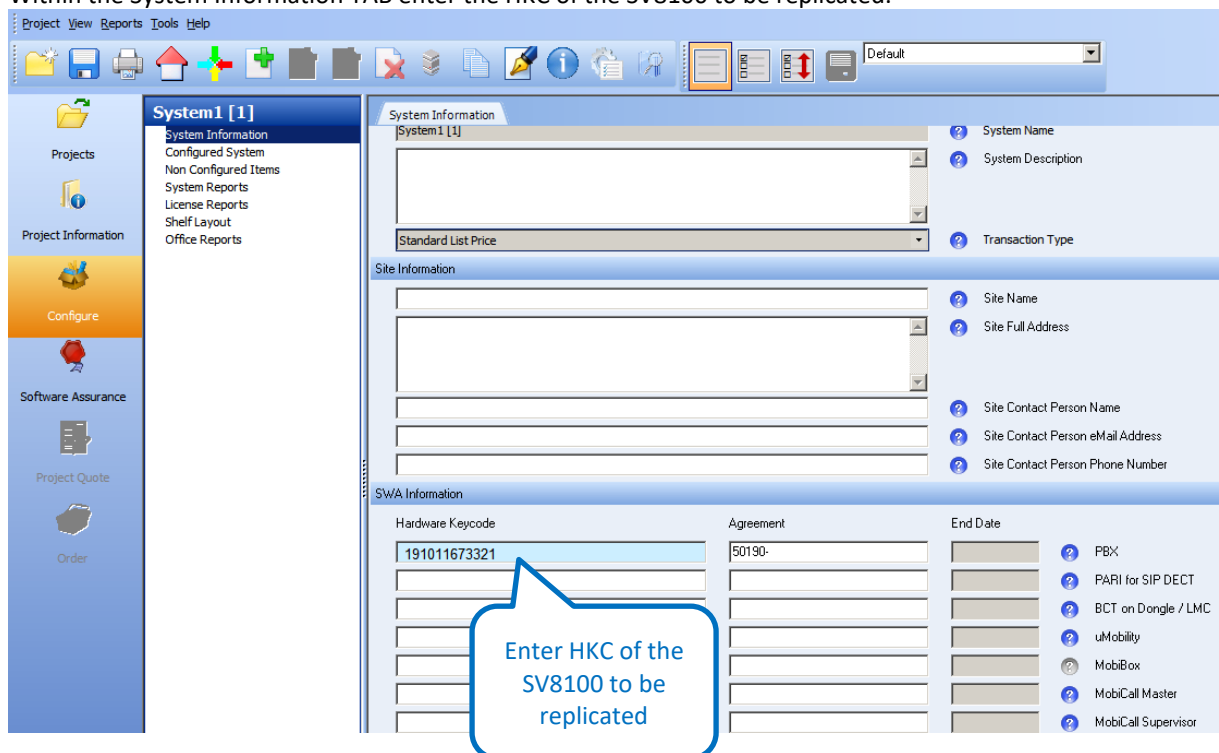 Within the System Information TAB enter the HKC of the SV8100 to be replicated.
Project View Reports Tools Help
Default
Projects
Project Information
Configure
Software Assurance
Project Quote
Order
System1 [1]
System Information
Configured System
Non Configured Items
System Reports
License Reports
Shelf Layout
Office Reports
System Information
System1 [1] System Name
System Description
Standard List Price Transaction Type
Site Information
Site Name
Site Full Address
Site Contact Person Name
Site Contact Person eMail Address
Site Contact Person Phone Number
SWA Information
Hardware Keycode Agreement End Date
191011673321 50190- PBX
PARI for SIP DECT
BCT on Dongle / LMC
uMobility
MobiBox
MobiCall Master
MobiCall Supervisor
Enter HKC of the
SV8100 to be
replicated